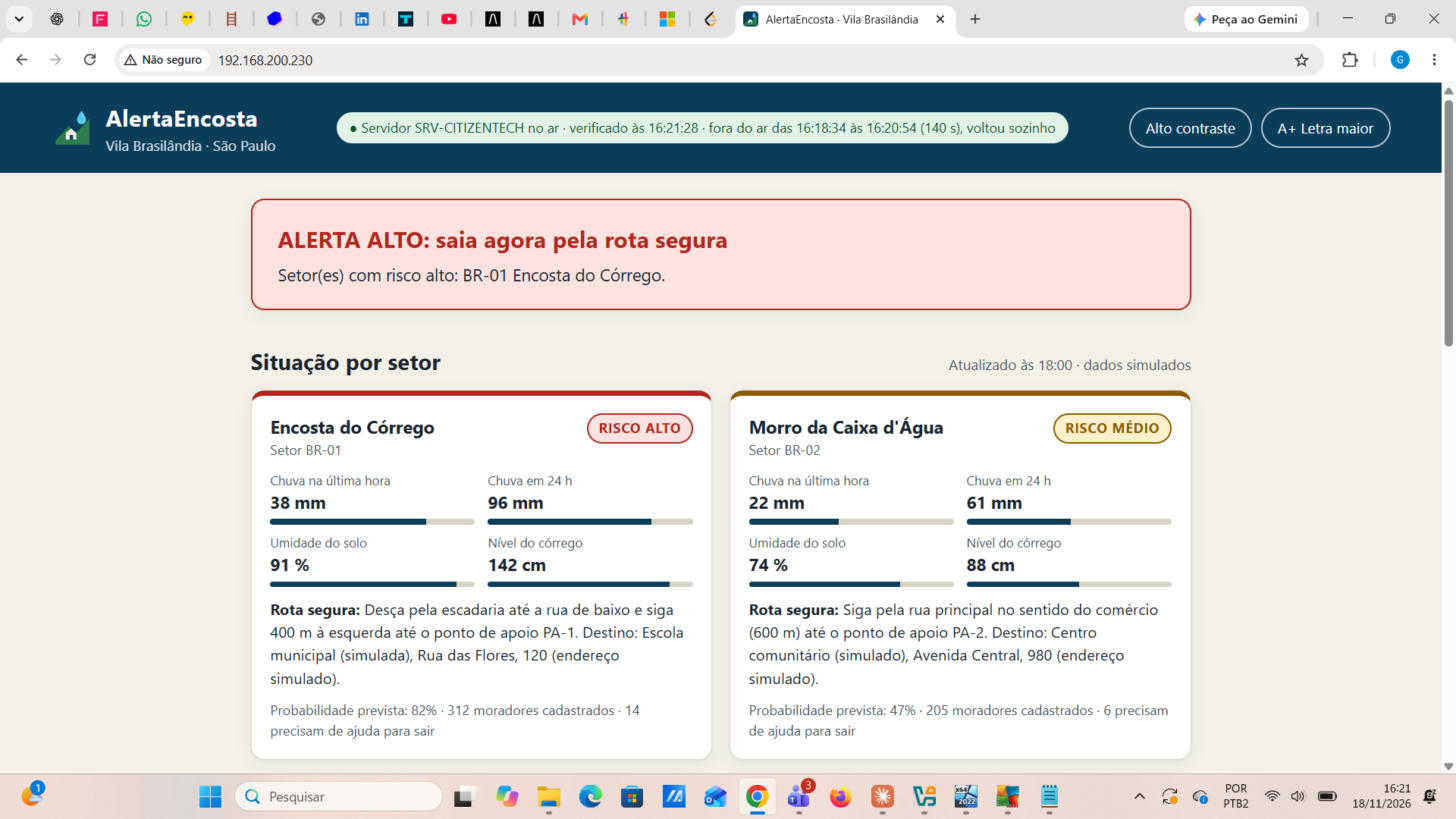 AlertaEncosta · Vila Brasilândia
Peça ao Gemini
Não seguro
192.168.200.230
G
AlertaEncosta
Vila Brasilândia · São Paulo
● Servidor SRV-CITIZENTECH no ar · verificado às 16:21:28 · fora do ar das 16:18:34 às 16:20:54 (140 s), voltou sozinho
Alto contraste
A+ Letra maior
ALERTA ALTO: saia agora pela rota segura
Setor(es) com risco alto: BR-01 Encosta do Córrego.
Situação por setor
Atualizado às 18:00 · dados simulados
Encosta do Córrego
RISCO ALTO
Setor BR-01
Chuva na última hora
Chuva em 24 h
38 mm
96 mm
Umidade do solo
Nível do córrego
91 %
142 cm
Rota segura: Desça pela escadaria até a rua de baixo e siga
400 m à esquerda até o ponto de apoio PA-1. Destino: Escola
municipal (simulada), Rua das Flores, 120 (endereço
simulado).
Probabilidade prevista: 82% · 312 moradores cadastrados · 14
precisam de ajuda para sair
Morro da Caixa d'Água
RISCO MÉDIO
Setor BR-02
Chuva na última hora
Chuva em 24 h
22 mm
61 mm
Umidade do solo
Nível do córrego
74 %
88 cm
Rota segura: Siga pela rua principal no sentido do comércio
(600 m) até o ponto de apoio PA-2. Destino: Centro
comunitário (simulado), Avenida Central, 980 (endereço
simulado).
Probabilidade prevista: 47% · 205 moradores cadastrados · 6 precisam
de ajuda para sair
1
Pesquisar
3
X64
2022
POR
PTB2
16:21
18/11/2026